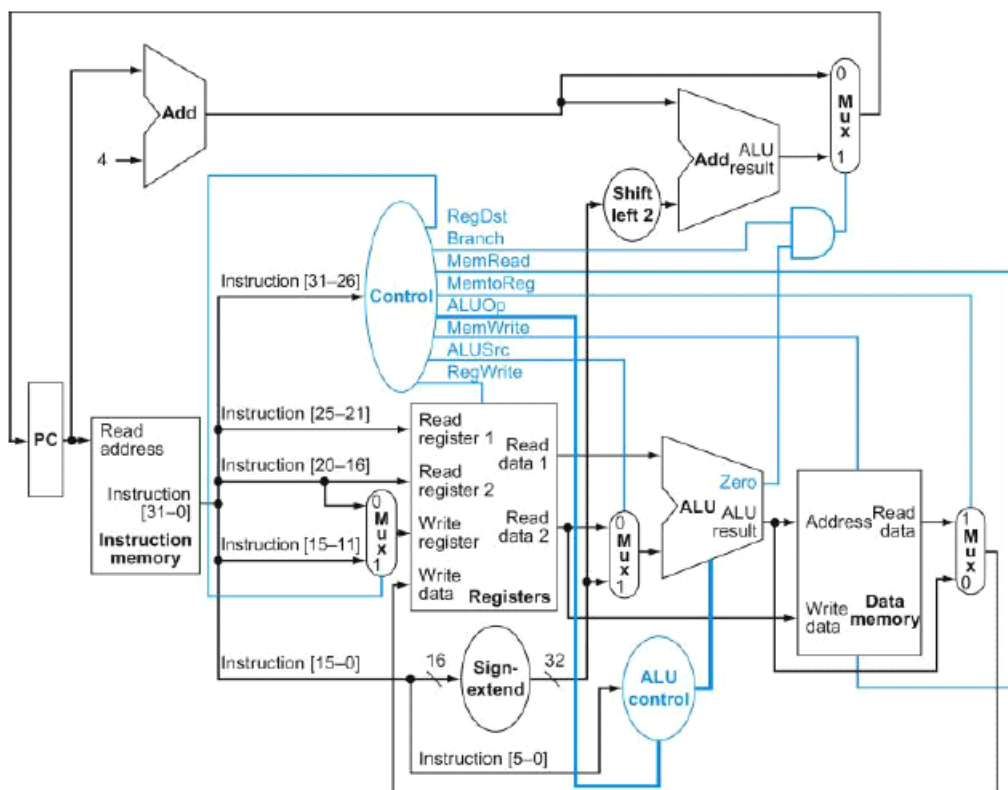 Add
4
0
Mux
1
Add
ALU
result
Shift
left 2
RegDst
Branch
MemRead
MemtoReg
ALUOp
MemWrite
ALUSrc
RegWrite
Control
Instruction [31–26]
PC
Read
address
Instruction
[31–0]
Instruction
memory
Instruction [25–21]
Instruction [20–16]
Instruction [15–11]
0
Mux
1
Read
register 1
Read
register 2
Write
register
Write
data
Read
data 1
Read
data 2
Registers
0
Mux
1
Zero
ALU
ALU
result
Address
Read
data
Write
data
Data
memory
1
Mux
0
Instruction [15–0]
16
Sign-
extend
32
ALU
control
Instruction [5–0]